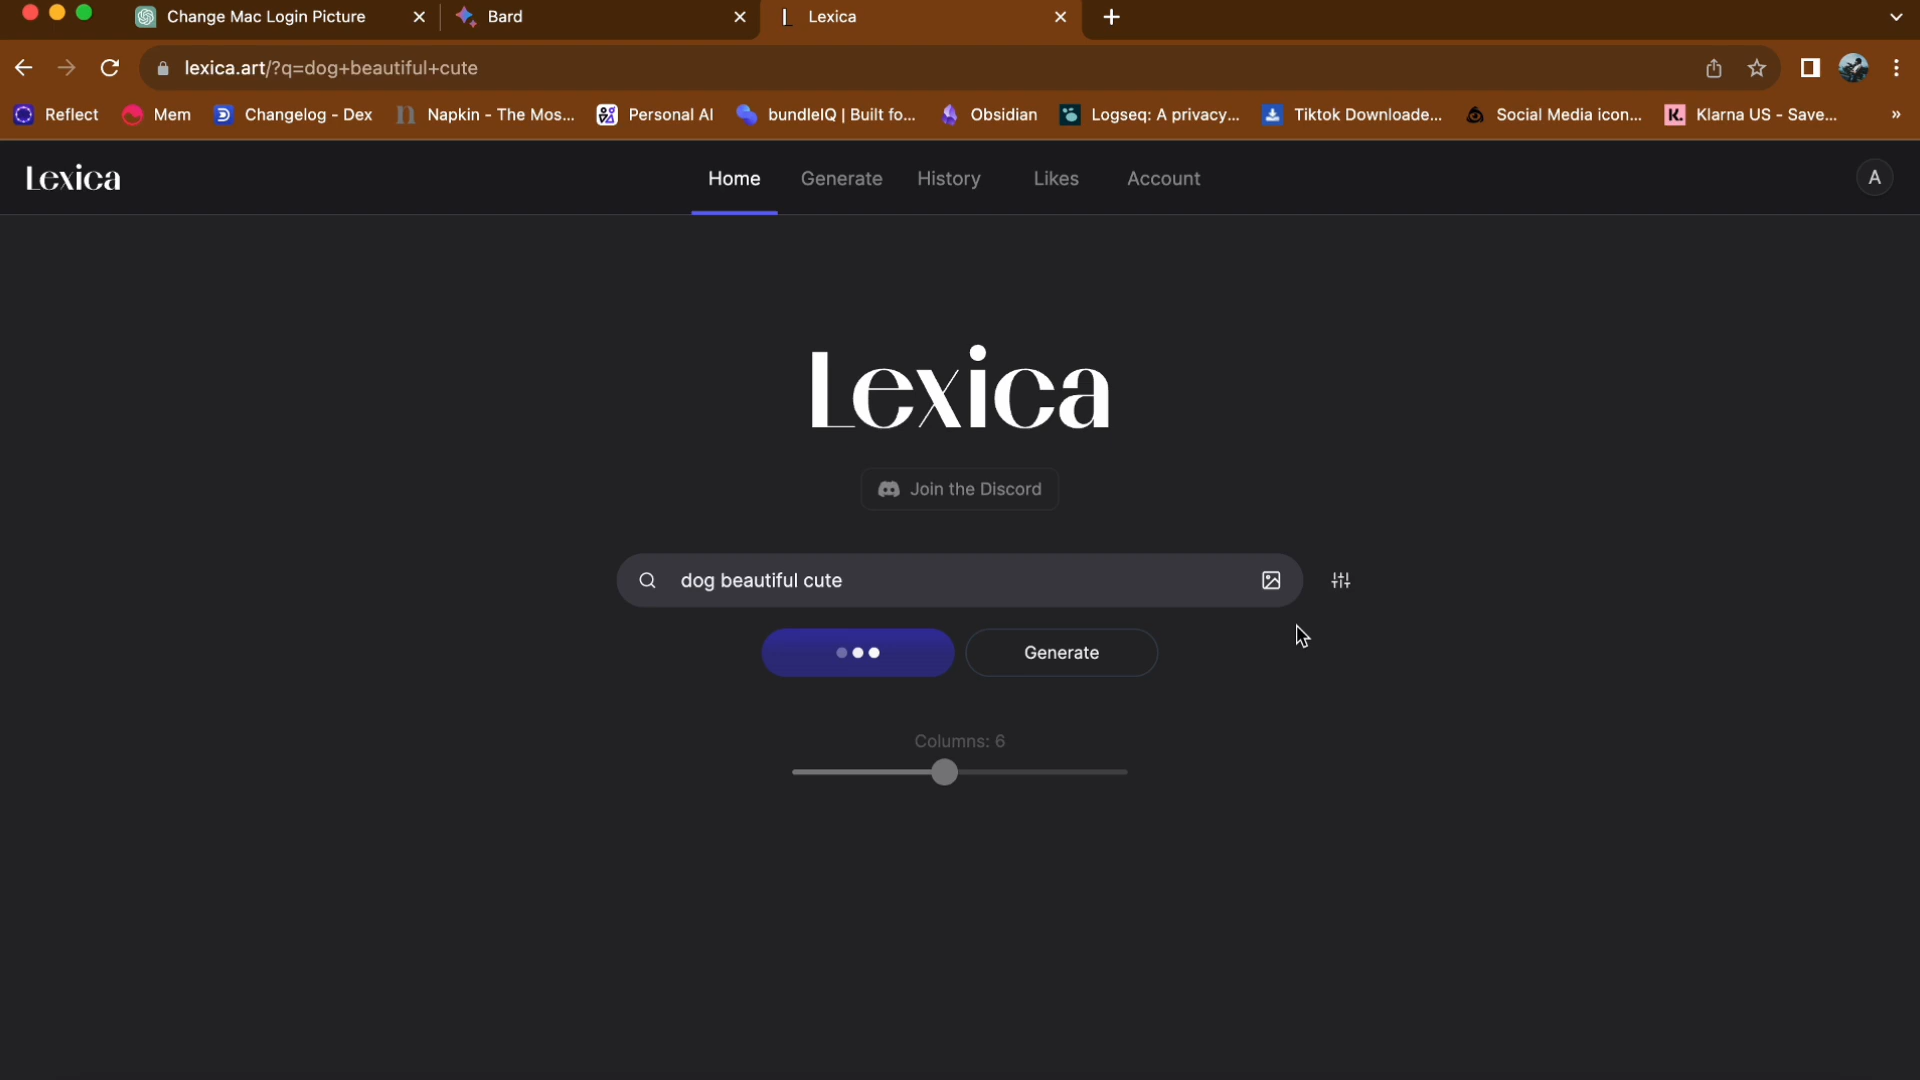 Change Mac Login Picture
Bard
Lexica
lexica.art/?q=dog+beautiful+cute
Reflect
Mem
Changelog - Dex
Napkin - The Mos...
Personal AI
bundleIQ | Built fo...
Obsidian
Logseq: A privacy...
Tiktok Downloade...
Social Media icon...
K. Klarna US - Save...
»
Lexica
Home
Generate
History
Likes
Account
A
Lexica
Join the Discord
dog beautiful cute
Generate
Columns: 6